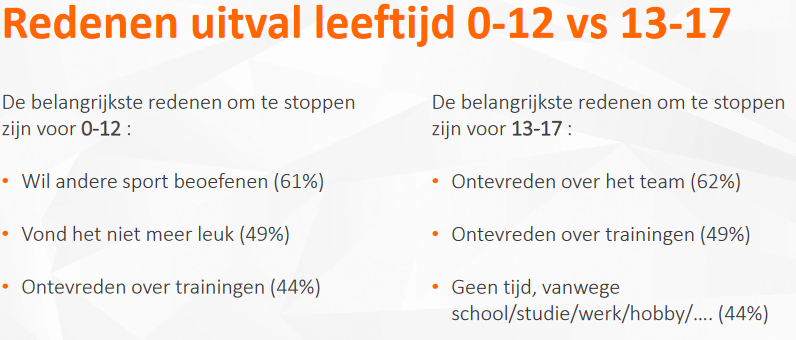 Redenen uitval leeftijd 0-12 vs 13-17
De belangrijkste redenen om te stoppen
zijn voor 0-12 :
• Wil andere sport beoefenen (61%)
• Vond het niet meer leuk (49%)
• Ontevreden over trainingen (44%)
De belangrijkste redenen om te stoppen
zijn voor 13-17 :
• Ontevreden over het team (62%)
• Ontevreden over trainingen (49%)
• Geen tijd, vanwege
school/studie/werk/hobby/.... (44%)